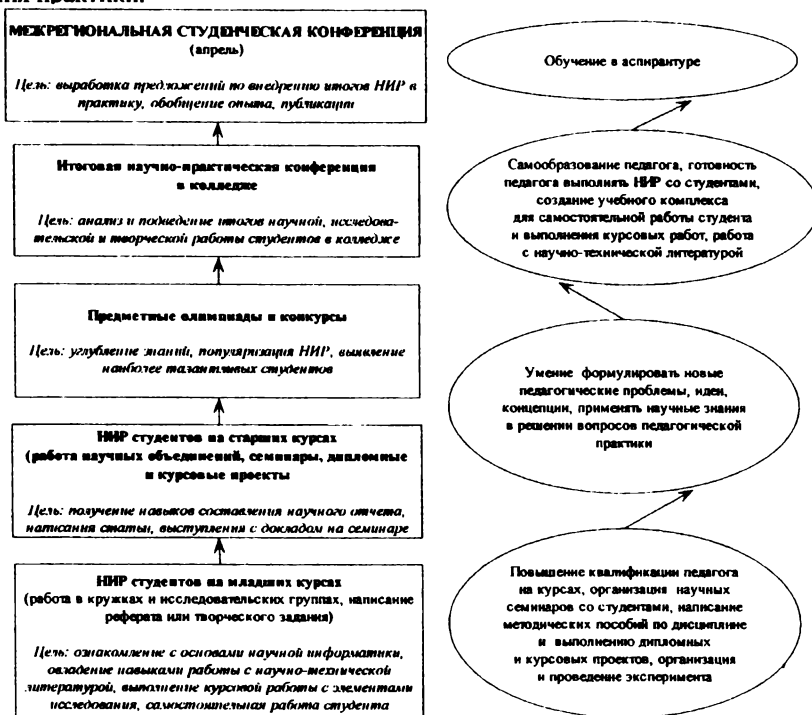 МЕЖРЕГИОНАЛЬНАЯ СТУДЕНЧЕСКАЯ КОНФЕРЕНЦИЯ
(апрель)
Цель: выработка предложений по внедрению итогов НИР в
практику, обобщение опыта, публикации
Итоговая научно-практическая конференция
в колледже
Цель: анализ и подведение итогов научной, исследова-
тельской и творческой работы студентов в колледже
Предметные олимпиады и конкурсы
Цель: углубление знаний, популяризация НИР, выявление
наиболее талантливых студентов
НИР студентов на старших курсах
(работа научных объединений, семинары, дипломные
и курсовые проекты
Цель: получение навыков составления научного отчета,
написания статьи, выступления с докладом на семинаре
НИР студентов на младших курсах
(работа в кружках и исследовательских группах, написание
реферата или творческого задания)
Цель: ознакомление с основами научной информатики,
овладение навыками работы с научно-технической
литературой, выполнение курсовой работы с элементами
исследования, самостоятельная работа студента
Обучение в аспирантуре
Самообразование педагога, готовность
педагога выполнять НИР со студентами,
создание учебного комплекса
для самостоятельной работы студента
и выполнения курсовых работ, работа
с научно-технической литературой
Умение формулировать новые
педагогические проблемы, идеи,
концепции, применять научные знания
в решении вопросов педагогической
практики
Повышение квалификации педагога
на курсах, организация научных
семинаров со студентами, написание
методических пособий по дисциплине
и выполнению дипломных
и курсовых проектов, организация
и проведение эксперимента